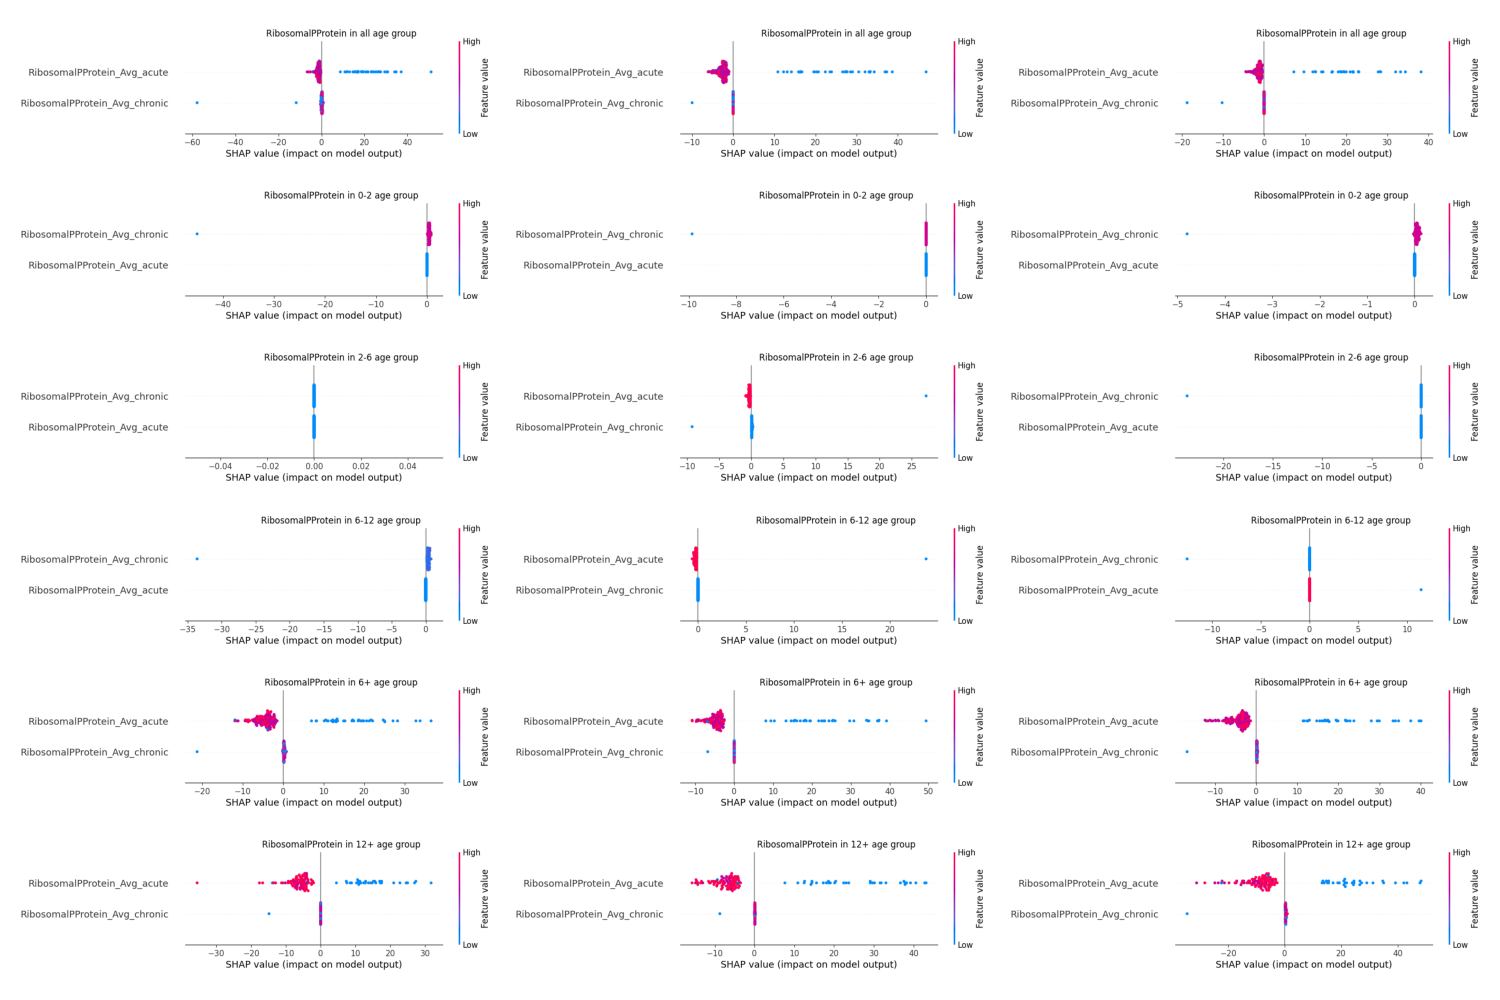 RibosomalPProtein in all age group
High
RibosomalPProtein_Avg_acute
RibosomalPProtein_Avg_chronic
Feature value
Low
−60 −40 −20 0 20 40
SHAP value (impact on model output)
RibosomalPProtein in all age group
High
RibosomalPProtein_Avg_acute
RibosomalPProtein_Avg_chronic
Feature value
Low
−10 0 10 20 30 40
SHAP value (impact on model output)
RibosomalPProtein in all age group
High
RibosomalPProtein_Avg_acute
RibosomalPProtein_Avg_chronic
Feature value
Low
−20 −10 0 10 20 30 40
SHAP value (impact on model output)
RibosomalPProtein in 0-2 age group
High
RibosomalPProtein_Avg_chronic
RibosomalPProtein_Avg_acute
Feature value
Low
−40 −30 −20 −10 0
SHAP value (impact on model output)
RibosomalPProtein in 0-2 age group
High
RibosomalPProtein_Avg_chronic
RibosomalPProtein_Avg_acute
Feature value
Low
−10 −8 −6 −4 −2 0
SHAP value (impact on model output)
RibosomalPProtein in 0-2 age group
High
RibosomalPProtein_Avg_chronic
RibosomalPProtein_Avg_acute
Feature value
Low
−5 −4 −3 −2 −1 0
SHAP value (impact on model output)
RibosomalPProtein in 2-6 age group
High
RibosomalPProtein_Avg_chronic
RibosomalPProtein_Avg_acute
Feature value
Low
−0.04 −0.02 0.00 0.02 0.04
SHAP value (impact on model output)
RibosomalPProtein in 2-6 age group
High
RibosomalPProtein_Avg_acute
RibosomalPProtein_Avg_chronic
Feature value
Low
−10 −5 0 5 10 15 20 25
SHAP value (impact on model output)
RibosomalPProtein in 2-6 age group
High
RibosomalPProtein_Avg_chronic
RibosomalPProtein_Avg_acute
Feature value
Low
−20 −15 −10 −5 0
SHAP value (impact on model output)
RibosomalPProtein in 6-12 age group
High
RibosomalPProtein_Avg_chronic
RibosomalPProtein_Avg_acute
Feature value
Low
−35 −30 −25 −20 −15 −10 −5 0
SHAP value (impact on model output)
RibosomalPProtein in 6-12 age group
High
RibosomalPProtein_Avg_acute
RibosomalPProtein_Avg_chronic
Feature value
Low
0 5 10 15 20
SHAP value (impact on model output)
RibosomalPProtein in 6-12 age group
High
RibosomalPProtein_Avg_chronic
RibosomalPProtein_Avg_acute
Feature value
Low
−10 −5 0 5 10
SHAP value (impact on model output)
RibosomalPProtein in 6+ age group
High
RibosomalPProtein_Avg_acute
RibosomalPProtein_Avg_chronic
Feature value
Low
−20 −10 0 10 20 30
SHAP value (impact on model output)
RibosomalPProtein in 6+ age group
High
RibosomalPProtein_Avg_acute
RibosomalPProtein_Avg_chronic
Feature value
Low
−10 0 10 20 30 40 50
SHAP value (impact on model output)
RibosomalPProtein in 6+ age group
High
RibosomalPProtein_Avg_acute
RibosomalPProtein_Avg_chronic
Feature value
Low
−10 0 10 20 30 40
SHAP value (impact on model output)
RibosomalPProtein in 12+ age group
High
RibosomalPProtein_Avg_acute
RibosomalPProtein_Avg_chronic
Feature value
Low
−30 −20 −10 0 10 20 30
SHAP value (impact on model output)
RibosomalPProtein in 12+ age group
High
RibosomalPProtein_Avg_acute
RibosomalPProtein_Avg_chronic
Feature value
Low
−10 0 10 20 30 40
SHAP value (impact on model output)
RibosomalPProtein in 12+ age group
High
RibosomalPProtein_Avg_acute
RibosomalPProtein_Avg_chronic
Feature value
Low
−20 0 20 40
SHAP value (impact on model output)